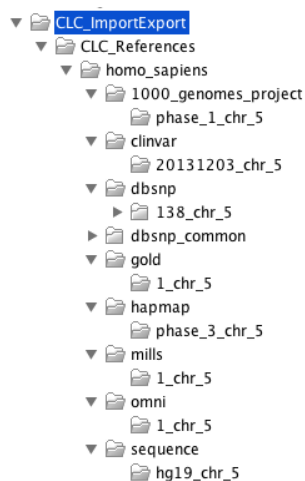 CLC_ImportExport
CLC_References
homo_sapiens
1000_genomes_project
phase_1_chr_5
clinvar
20131203_chr_5
dbsnp
138_chr_5
dbsnp_common
gold
1_chr_5
hapmap
phase_3_chr_5
mills
1_chr_5
omni
1_chr_5
sequence
hg19_chr_5